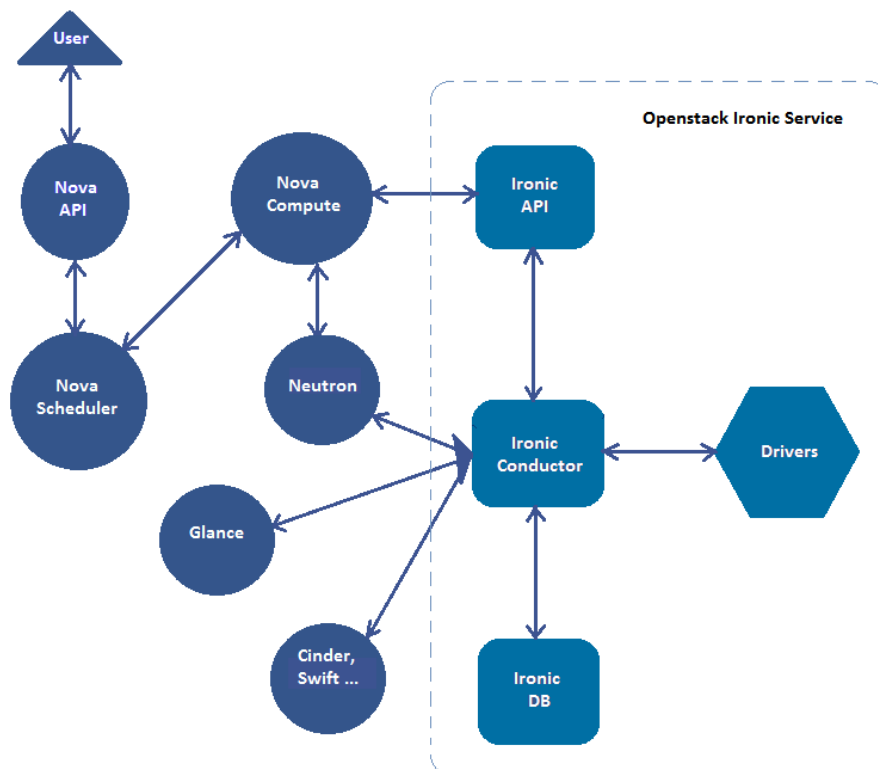 User
Openstack Ironic Service
Nova
API
Nova
Compute
Ironic
API
Nova
Scheduler
Neutron
Ironic
Conductor
Drivers
Glance
Cinder,
Swift ...
Ironic
DB